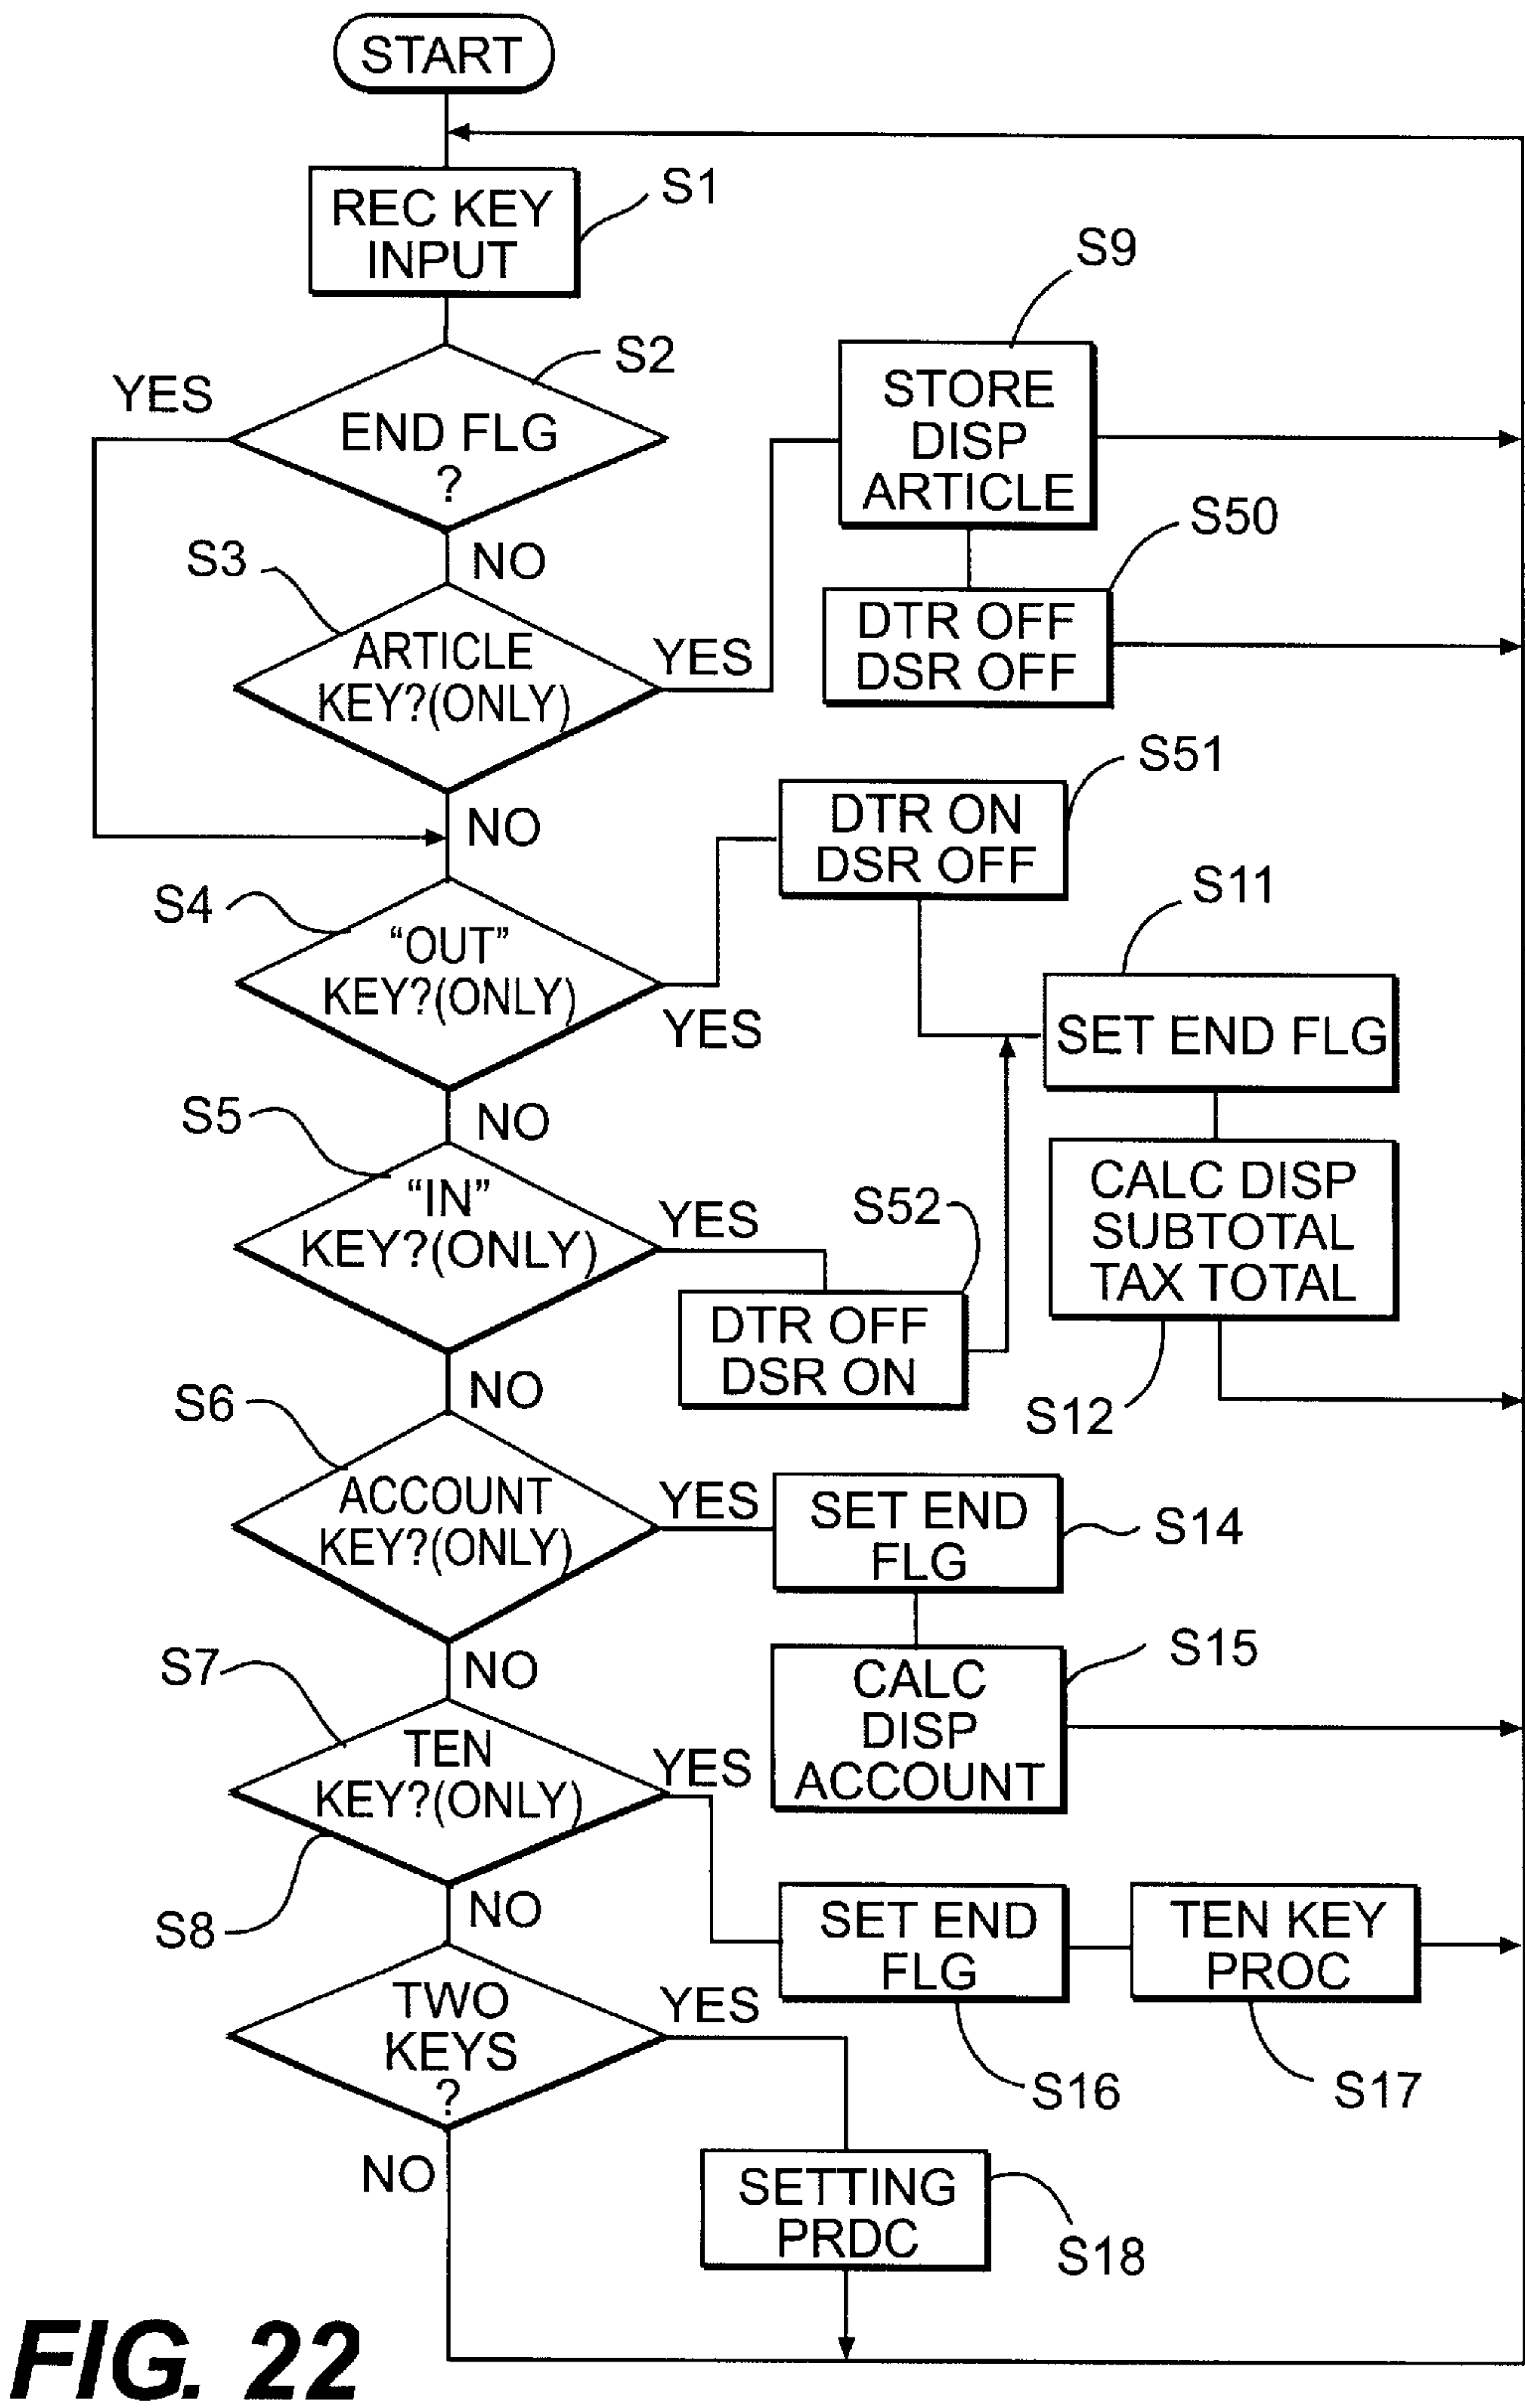 START
REC KEY
INPUT
S1
S2
YES
END FLG
?
NO
S9
STORE
DISP
ARTICLE
S50
DTR OFF
DSR OFF
S3
ARTICLE
KEY?(ONLY)
YES
NO
S51
DTR ON
DSR OFF
S4
“OUT”
KEY?(ONLY)
YES
NO
S11
SET END FLG
CALC DISP
SUBTOTAL
TAX TOTAL
S12
S5
“IN”
KEY?(ONLY)
YES
NO
S52
DTR OFF
DSR ON
S6
ACCOUNT
KEY?(ONLY)
YES
NO
SET END
FLG
S14
CALC
DISP
ACCOUNT
S15
S7
TEN
KEY?(ONLY)
YES
NO
S8
SET END
FLG
S16
TEN KEY
PROC
S17
TWO
KEYS
?
YES
NO
SETTING
PRDC
S18
FIG. 22